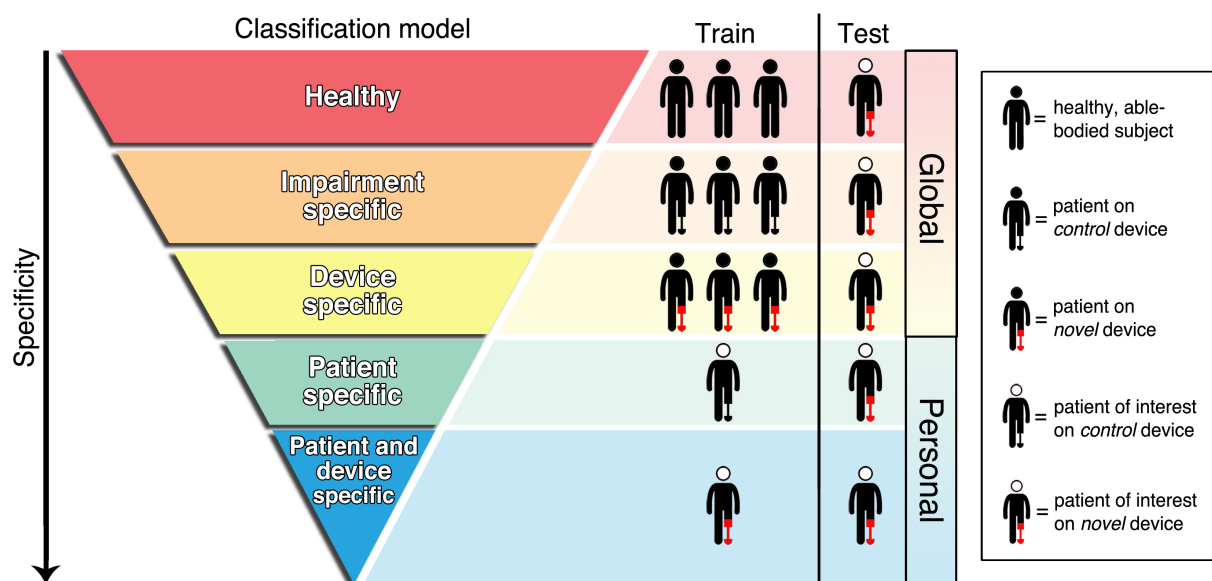 Classification model
Train
Test
Specificity
Healthy
Impairment
specific
Device
specific
Patient
specific
Patient and
device
specific
Global
Personal
= healthy, able-
bodied subject
= patient on
control device
= patient on
novel device
= patient of interest
on control device
= patient of interest
on novel device